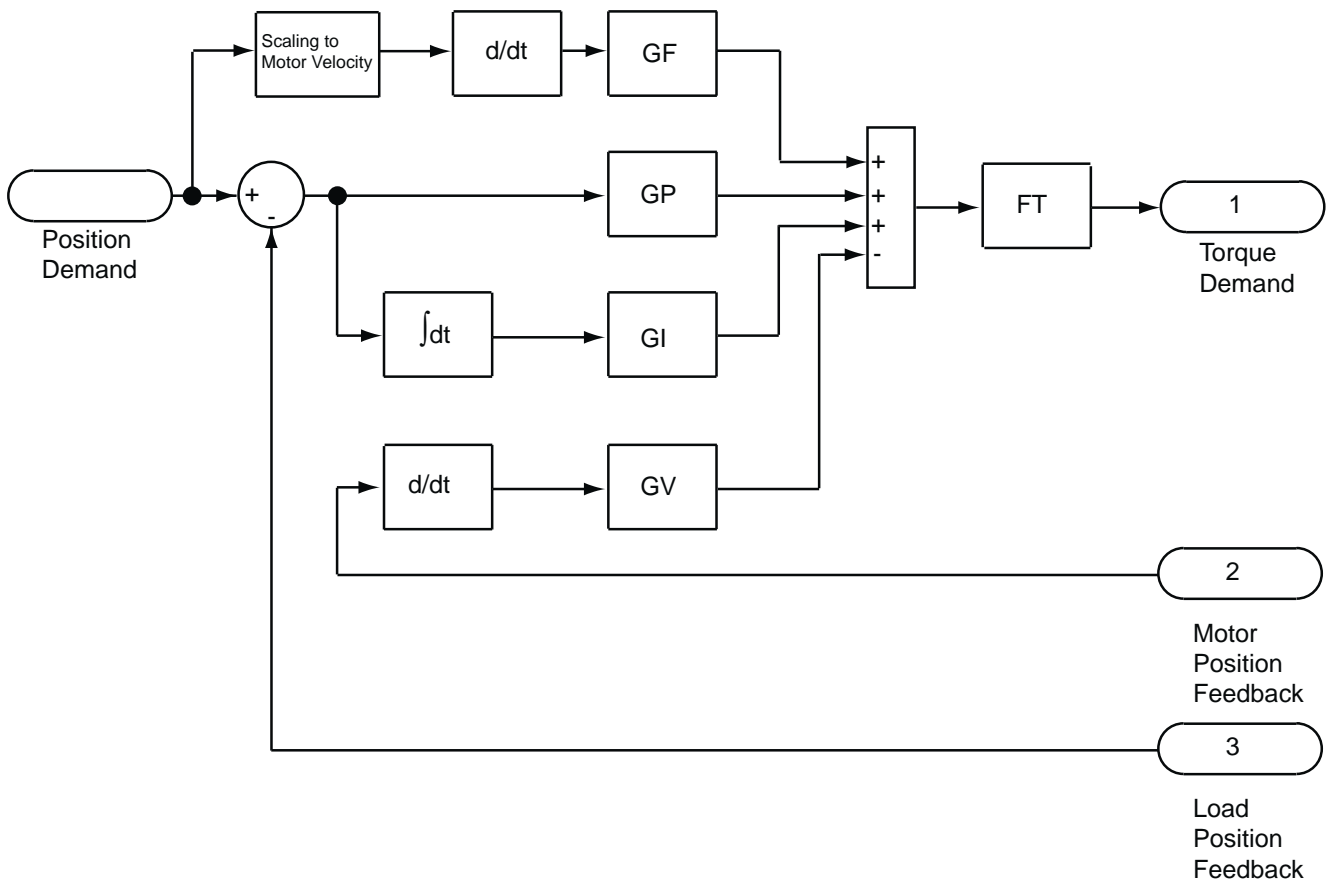 Scaling to
Motor Velocity
d/dt
GF
Position
Demand
+
-
GP
+
+
+
-
FT
1
Torque
Demand
∫dt
GI
d/dt
GV
2
Motor
Position
Feedback
3
Load
Position
Feedback